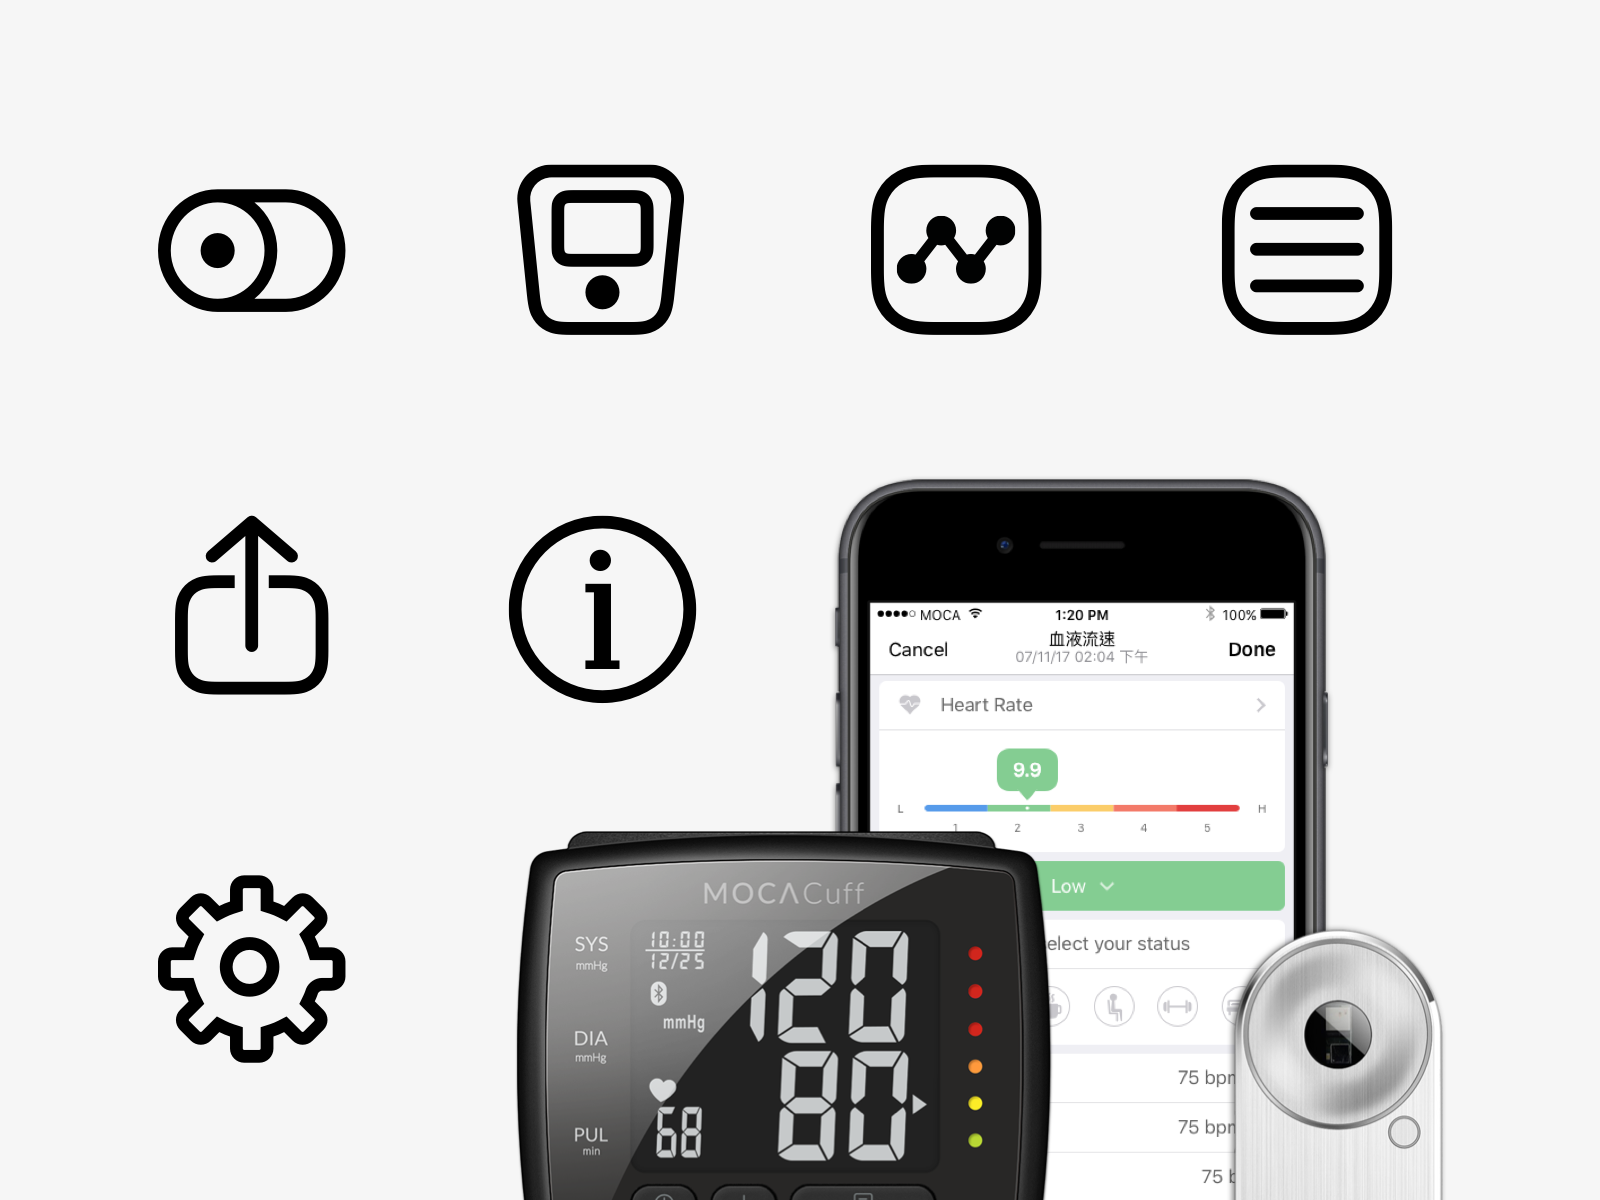 MOCA 1:20 PM 100%
Cancel 血液流速 Done
07/11/17 02:04 下午
Heart Rate
9.9
L H
1 2 3 4 5
Low
elect your status
75 bpm
75 bpm
75 b
MOCACuff
SYS
mmHg
10:00
12/25
mmHg
120
DIA
mmHg
80
PUL
min
68